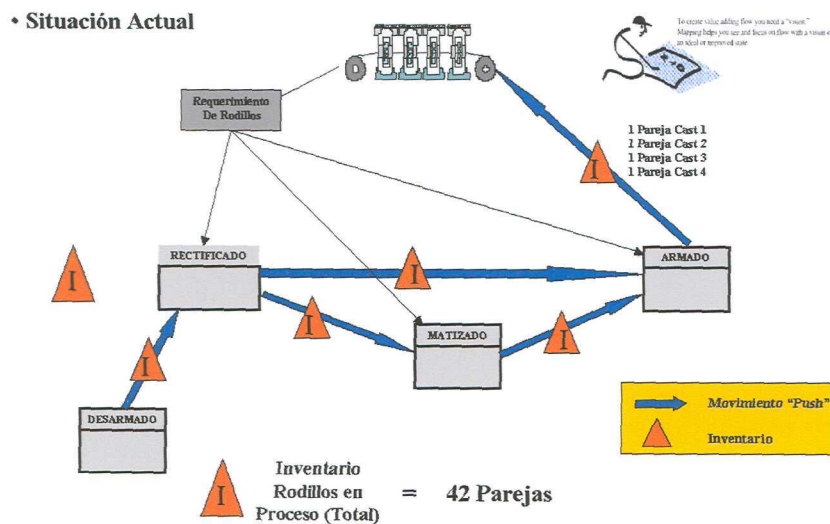 • Situación Actual
To create value adding flow you need a "vision."
Mapping helps you see and focus on flow with a vision o
an ideal or improved state
Requerimiento
De Rodillos
1 Pareja Cast 1
1 Pareja Cast 2
1 Pareja Cast 3
1 Pareja Cast 4
I
RECTIFICADO
ARMADO
I
I
I
MATIZADO
I
I
DESARMADO
Movimiento "Push"
Inventario
I
Inventario
Rodillos en
Proceso (Total)
= 42 Parejas